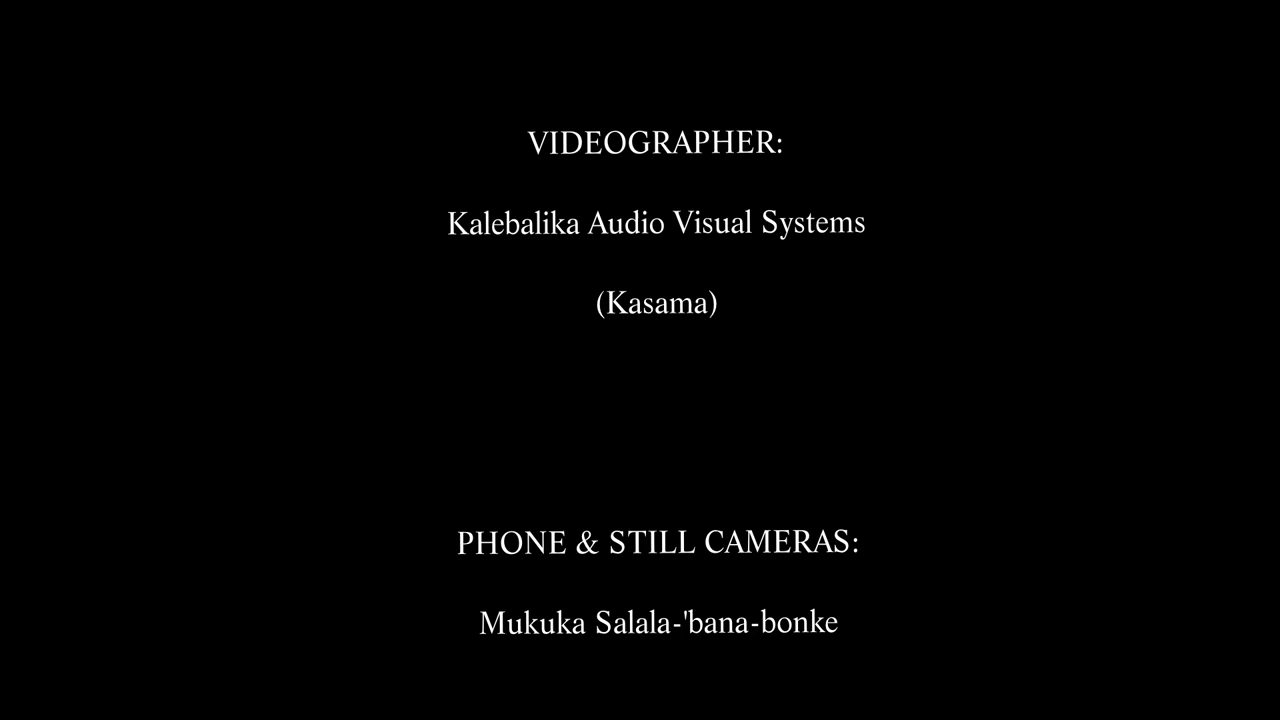 VIDEOGRAPHER:
Kalebalika Audio Visual Systems
(Kasama)
PHONE & STILL CAMERAS:
Mukuka Salala-'bana-bonke